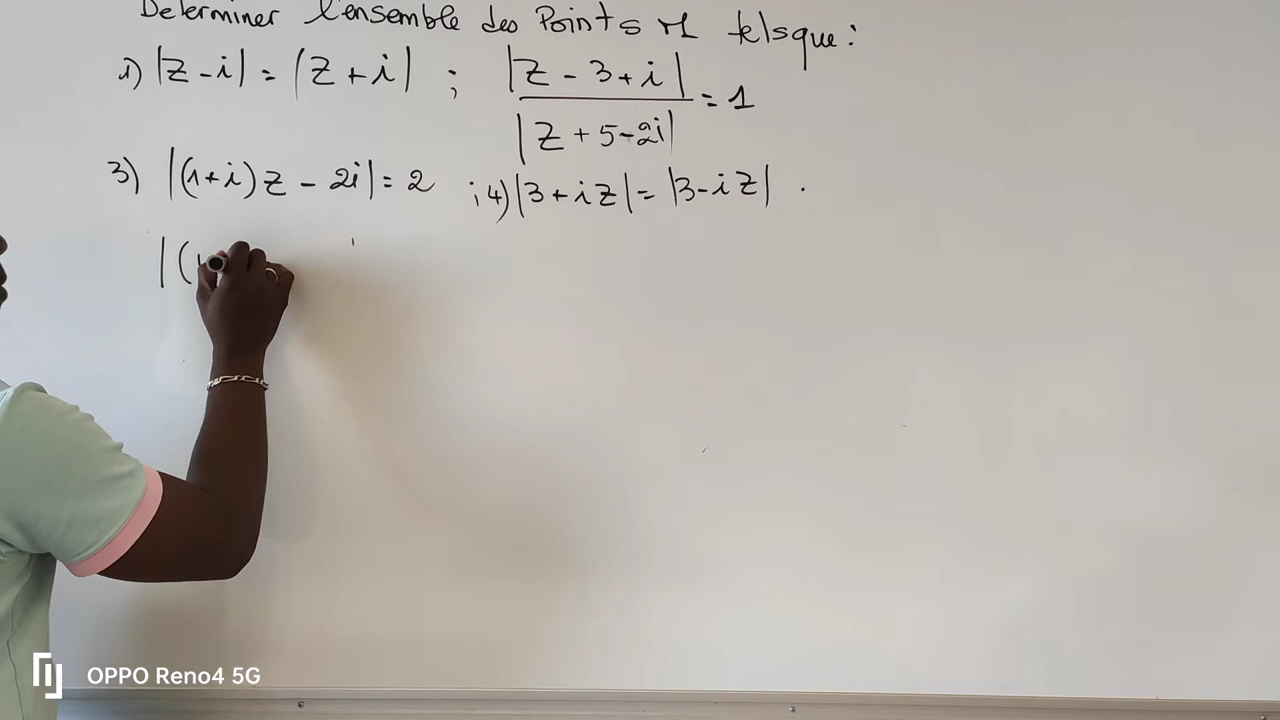 Determiner l'ensemble des Points M telsque :
1) |z - i| = |z + i| ; |z - 3 + i| / |z + 5 - 2i| = 1
3) |(1+i)z - 2i| = 2 ; 4) |3 + iz| = |3 - iz| .
|(1
OPPO Reno4 5G